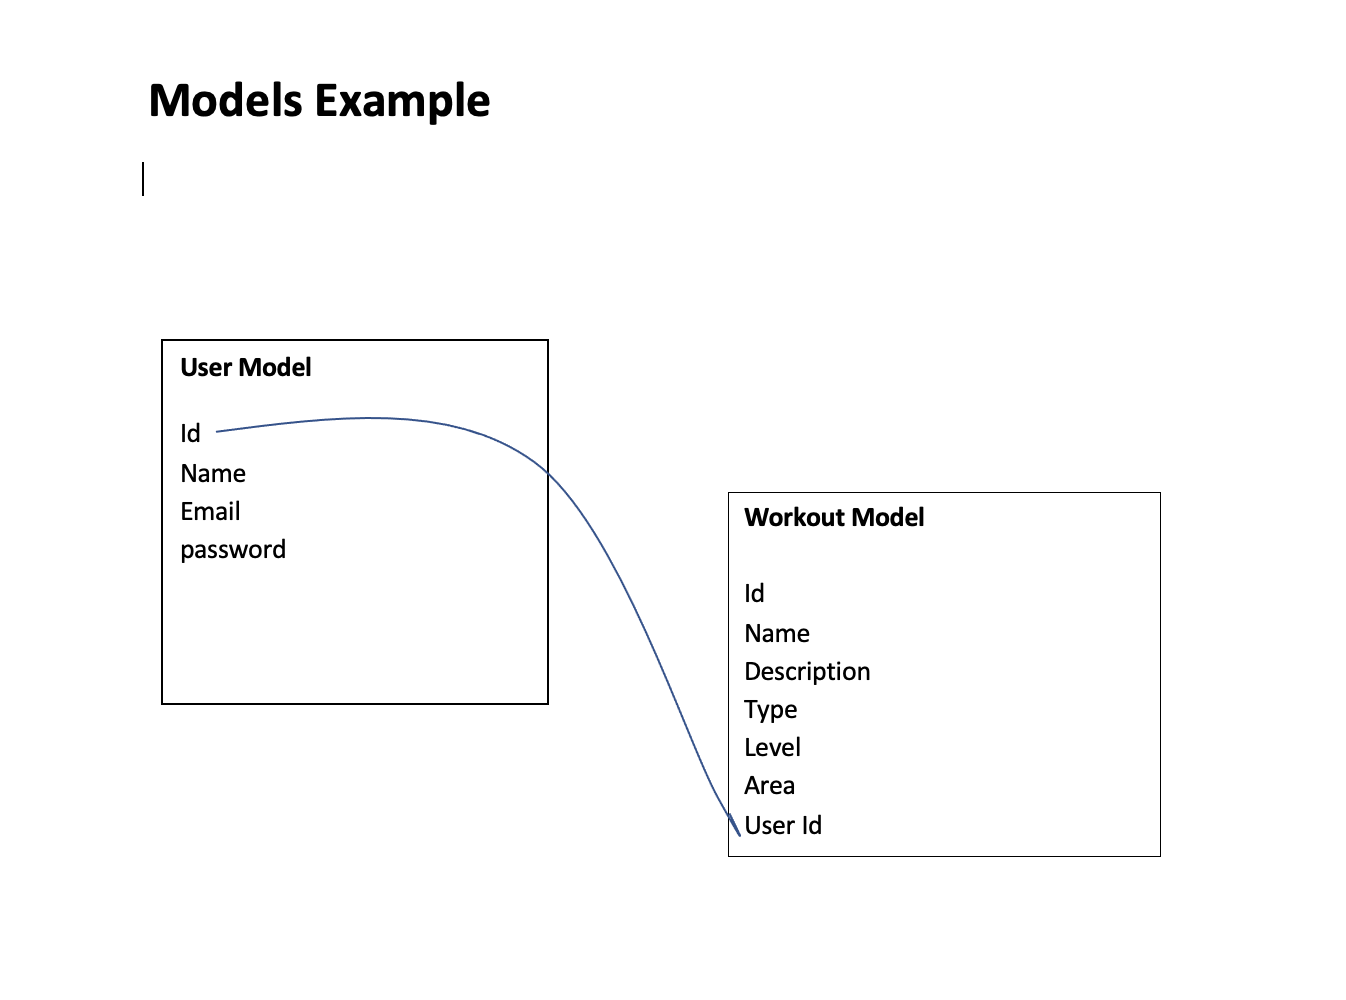 Models Example
User Model
Id
Name
Email
password
Workout Model
Id
Name
Description
Type
Level
Area
User Id